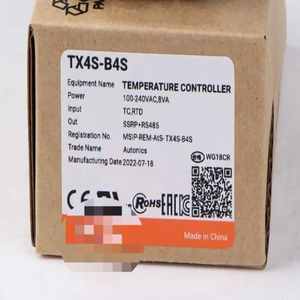 TX4S-B4S
Equipment Name TEMPERATURE CONTROLLER
Power 100-240VAC,8VA
Input TC,RTD
Out SSRP+RS485
Registration No. MSIP-REM-AtS-TX4S-B4S
Trade Name Autonics
Manufacturing Date 2022-07-18
WG18CR
CE
RoHS
Made in China